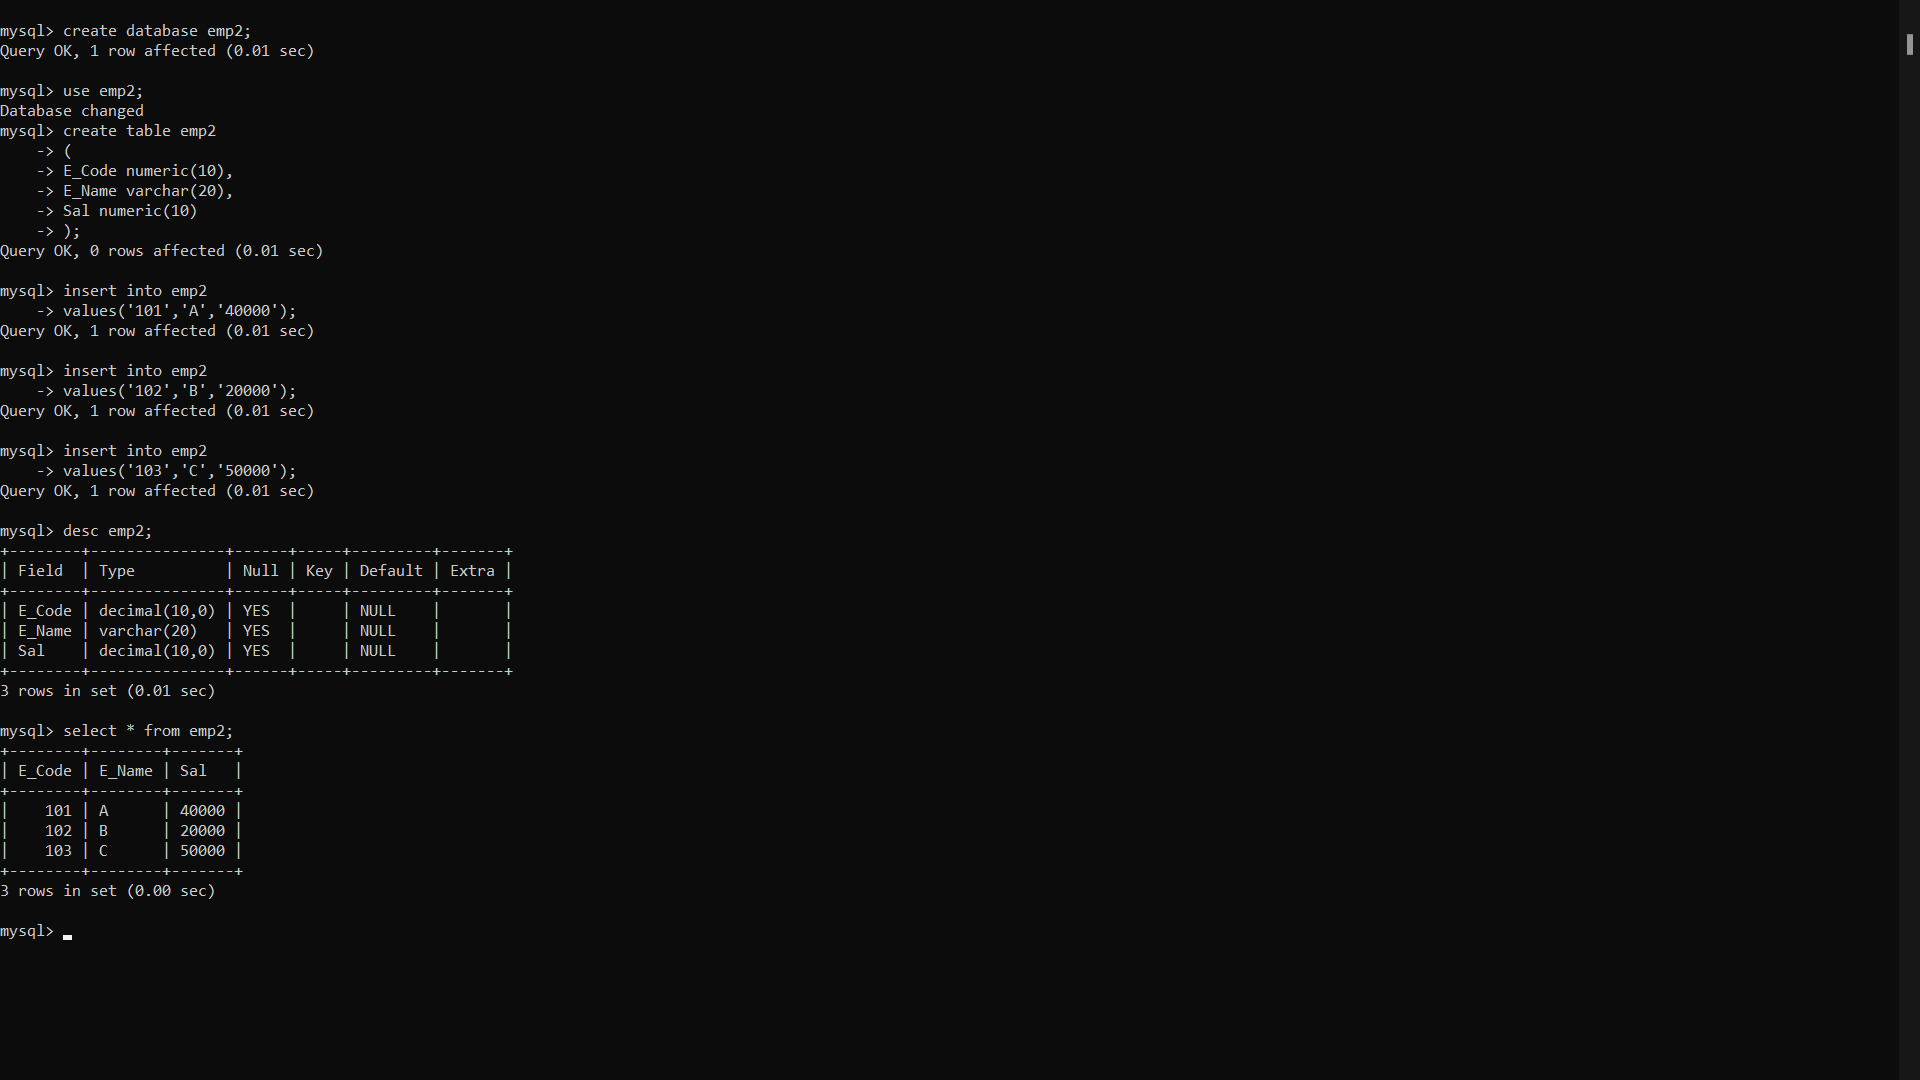 mysql> create database emp2;
Query OK, 1 row affected (0.01 sec)
mysql> use emp2;
Database changed
mysql> create table emp2
    -> (
    -> E_Code numeric(10),
    -> E_Name varchar(20),
    -> Sal numeric(10)
    -> );
Query OK, 0 rows affected (0.01 sec)
mysql> insert into emp2
    -> values('101','A','40000');
Query OK, 1 row affected (0.01 sec)
mysql> insert into emp2
    -> values('102','B','20000');
Query OK, 1 row affected (0.01 sec)
mysql> insert into emp2
    -> values('103','C','50000');
Query OK, 1 row affected (0.01 sec)
mysql> desc emp2;
+--------+---------------+------+-----+---------+-------+
| Field  | Type          | Null | Key | Default | Extra |
+--------+---------------+------+-----+---------+-------+
| E_Code | decimal(10,0) | YES  |     | NULL    |       |
| E_Name | varchar(20)   | YES  |     | NULL    |       |
| Sal    | decimal(10,0) | YES  |     | NULL    |       |
+--------+---------------+------+-----+---------+-------+
3 rows in set (0.01 sec)
mysql> select * from emp2;
+--------+--------+-------+
| E_Code | E_Name | Sal   |
+--------+--------+-------+
|    101 | A      | 40000 |
|    102 | B      | 20000 |
|    103 | C      | 50000 |
+--------+--------+-------+
3 rows in set (0.00 sec)
mysql>